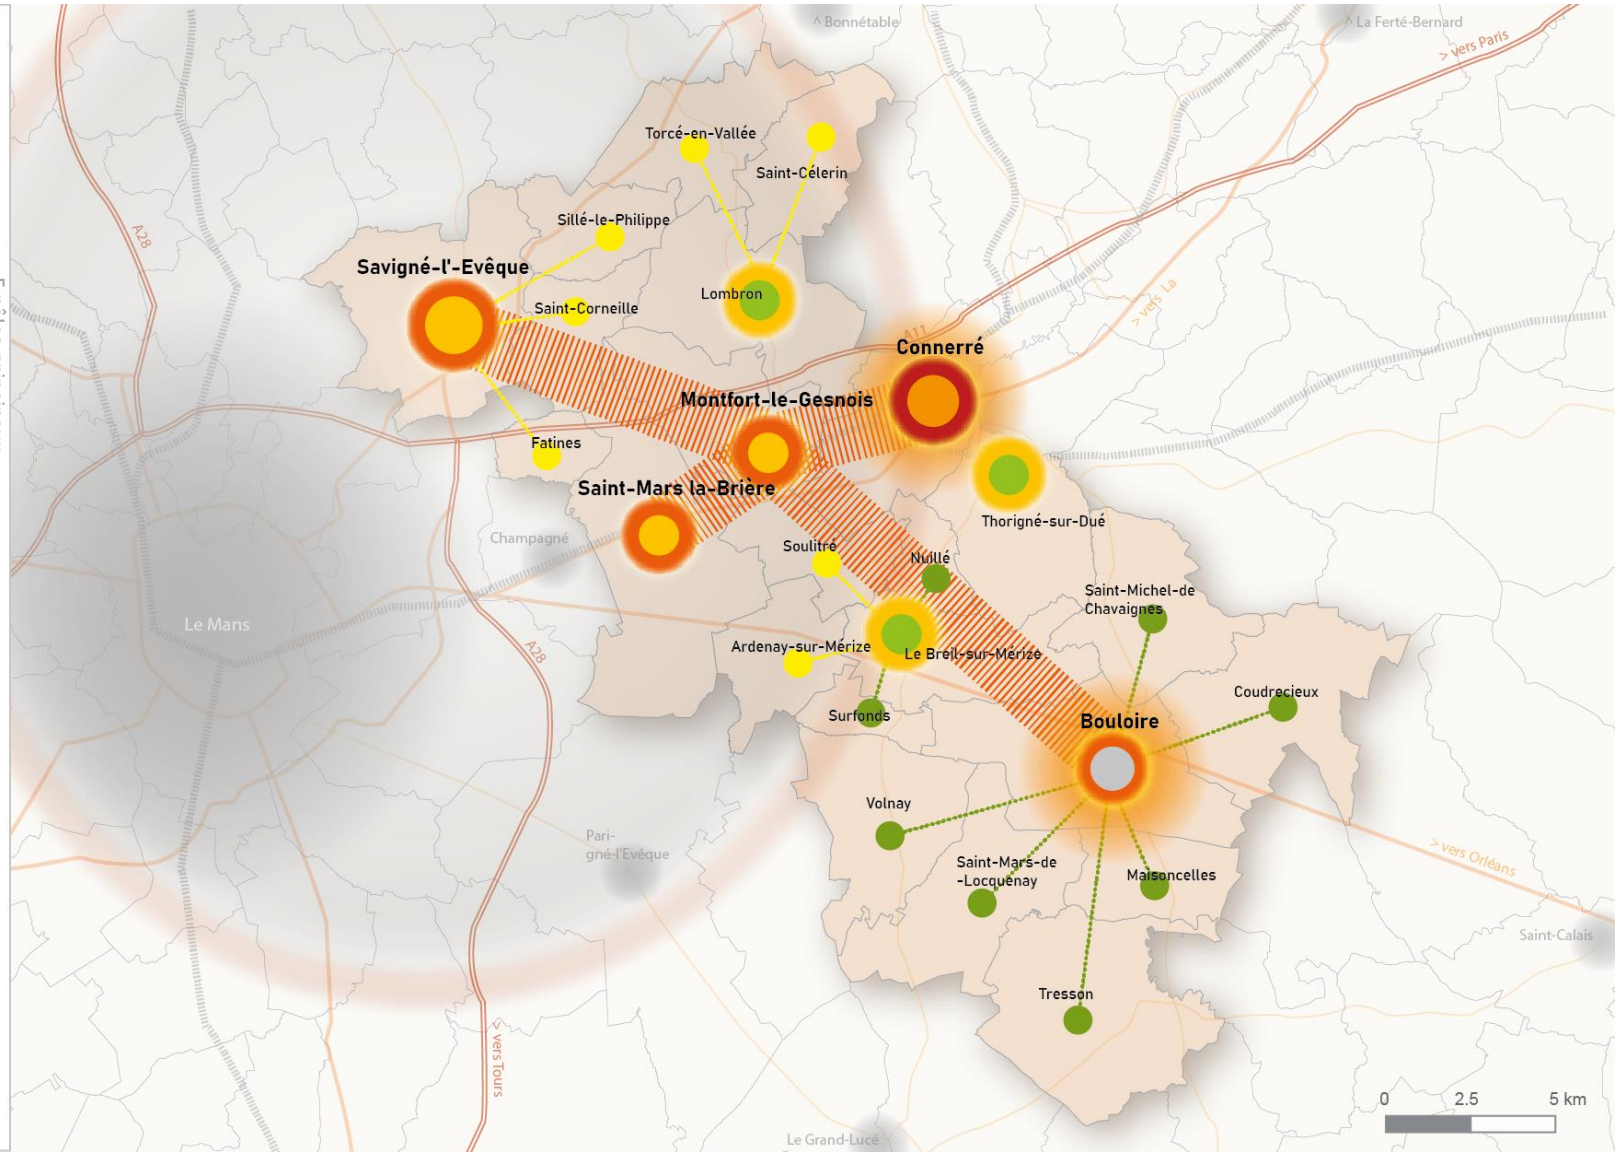 ^ Bonnétable
^ La Ferté-Bernard
> vers Paris
Torcé-en-Vallée
Saint-Célerin
Sillé-le-Philippe
A28
Savigné-l'-Evêque
Lombron
Saint-Corneille
> vers La
A11
Connerré
Montfort-le-Gesnois
Fatines
Saint-Mars la-Brière
Thorigné-sur-Dué
Champagné
Soulitré
Nuillé
Saint-Michel-de
Chavaignes
Le Mans
A28
Ardenay-sur-Mérize
Le Breil-sur-Mérize
Coudrecieux
Surfonds
Bouloire
Volnay
Pari-
gné-l'Evêque
> vers Orléans
Saint-Mars-de
-Locquenay
Maisoncelles
Saint-Calais
Tresson
> vers Tours
0 2.5 5 km
Le Grand-Lucé